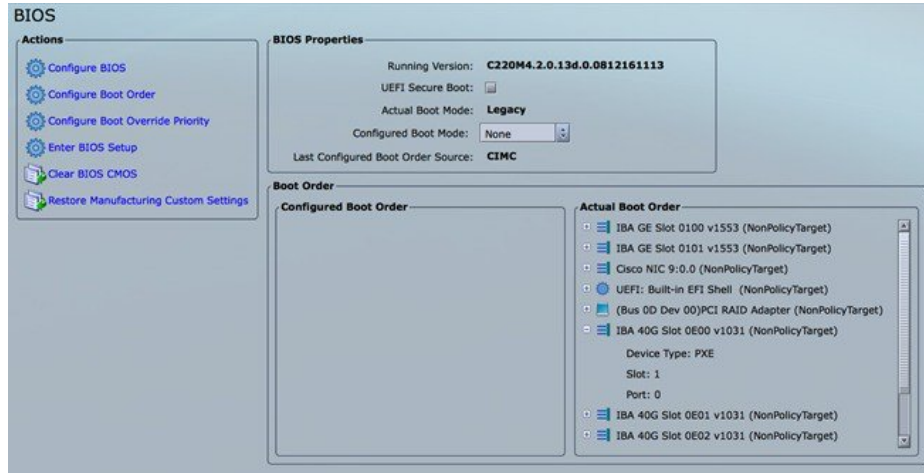 BIOS
Actions
Configure BIOS
Configure Boot Order
Configure Boot Override Priority
Enter BIOS Setup
Clear BIOS CMOS
Restore Manufacturing Custom Settings
BIOS Properties
Running Version: C220M4.2.0.13d.0.0812161113
UEFI Secure Boot:
Actual Boot Mode: Legacy
Configured Boot Mode: None
Last Configured Boot Order Source: CIMC
Boot Order
Configured Boot Order
Actual Boot Order
IBA GE Slot 0100 v1553 (NonPolicyTarget)
IBA GE Slot 0101 v1553 (NonPolicyTarget)
Cisco NIC 9:0.0 (NonPolicyTarget)
UEFI: Built-in EFI Shell (NonPolicyTarget)
(Bus 0D Dev 00)PCI RAID Adapter (NonPolicyTarget)
IBA 40G Slot 0E00 v1031 (NonPolicyTarget)
Device Type: PXE
Slot: 1
Port: 0
IBA 40G Slot 0E01 v1031 (NonPolicyTarget)
IBA 40G Slot 0E02 v1031 (NonPolicyTarget)